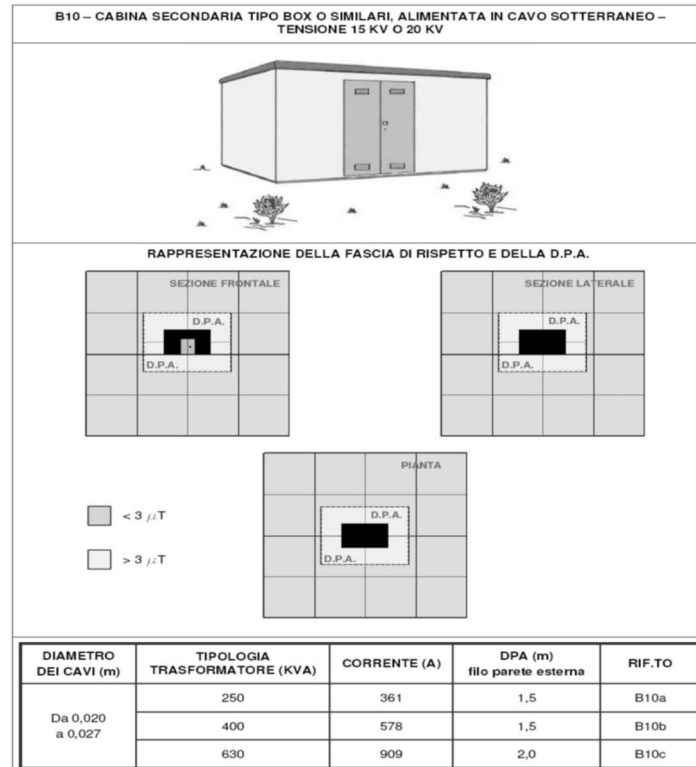 B10 – CABINA SECONDARIA TIPO BOX O SIMILARI, ALIMENTATA IN CAVO SOTTERRANEO –
TENSIONE 15 KV O 20 KV
RAPPRESENTAZIONE DELLA FASCIA DI RISPETTO E DELLA D.P.A.
SEZIONE FRONTALE
D.P.A.
D.P.A.
SEZIONE LATERALE
D.P.A.
D.P.A.
PIANTA
D.P.A.
D.P.A.
< 3 μT
> 3 μT
DIAMETRO DEI CAVI (m) TIPOLOGIA TRASFORMATORE (KVA) CORRENTE (A) DPA (m) filo parete esterna RIF.TO
Da 0,020 a 0,027
250 361 1,5 B10a
400 578 1,5 B10b
630 909 2,0 B10c